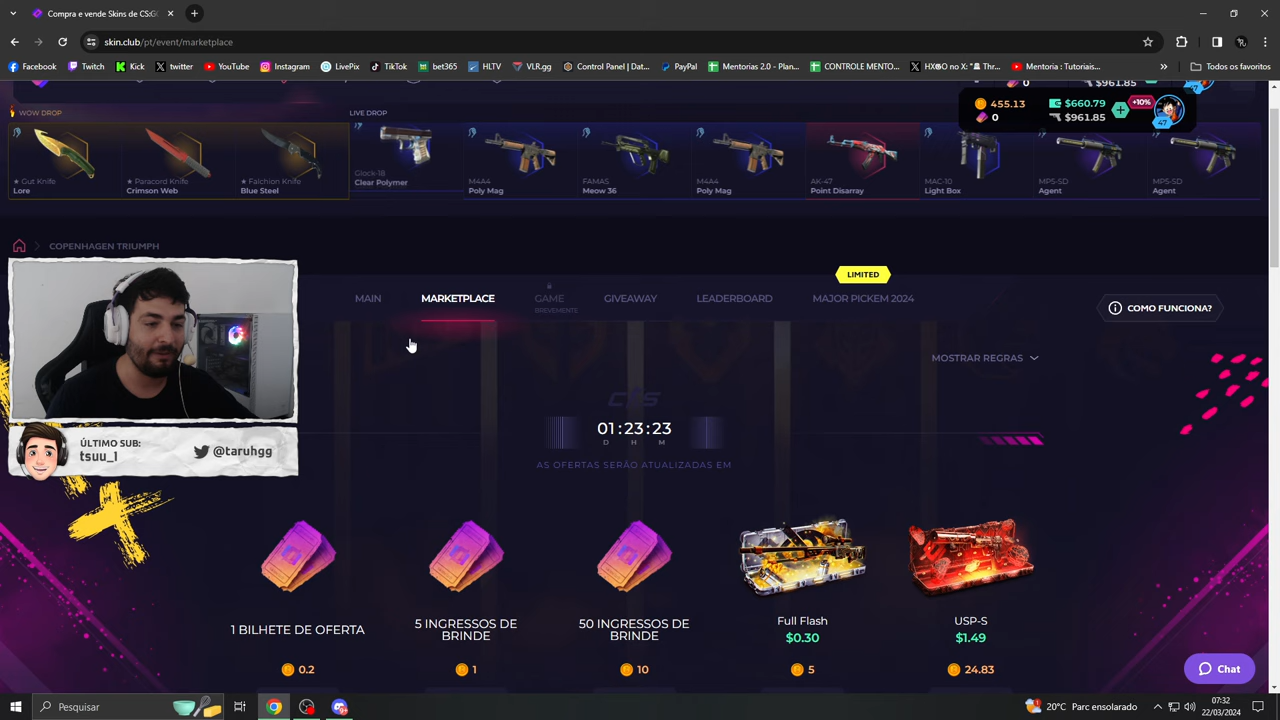 Compra e vende Skins de CS:G
skin.club/pt/event/marketplace
Facebook
Twitch
Kick
twitter
YouTube
Instagram
LivePix
TikTok
bet365
HLTV
VLR.gg
Control Panel | Dat...
PayPal
Mentorias 2.0 - Plan...
CONTROLE MENTO...
Mentoria : Tutoriais...
»
Todos os favoritos
0
$961.85
47
WOW DROP
LIVE DROP
455.13
$660.79
+10%
0
$961.85
47
★ Gut Knife
Lore
★ Paracord Knife
Crimson Web
★ Falchion Knife
Blue Steel
Glock-18
Clear Polymer
M4A4
Poly Mag
FAMAS
Meow 36
M4A4
Poly Mag
AK-47
Point Disarray
MAC-10
Light Box
MP5-SD
Agent
MP5-SD
Agent
COPENHAGEN TRIUMPH
LIMITED
MAIN
MARKETPLACE
GAME
BREVEMENTE
GIVEAWAY
LEADERBOARD
MAJOR PICKEM 2024
COMO FUNCIONA?
MOSTRAR REGRAS
01:23:23
D H M
AS OFERTAS SERÃO ATUALIZADAS EM
ÚLTIMO SUB:
tsuu_1
@taruhgg
1 BILHETE DE OFERTA
0.2
5 INGRESSOS DE
BRINDE
1
50 INGRESSOS DE
BRINDE
10
Full Flash
$0.30
5
USP-S
$1.49
24.83
Chat
Pesquisar
20°C Parc ensolarado
07:32
22/03/2024